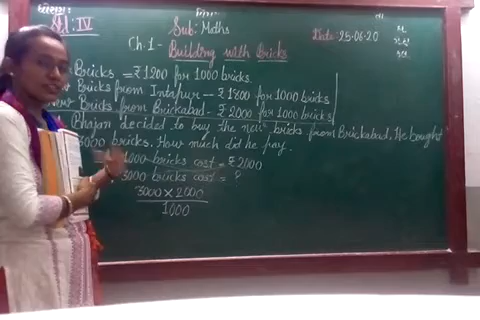 Std: IV
Sub: Maths
Date: 25-06-20
Ch.1- Building with Bricks
Bricks = ₹1200 for 1000 bricks
Bricks from Intapur - ₹1800 for 1000 bricks
New Bricks from Brickabad - ₹2000 for 1000 bricks
Bhajan decided to buy the new bricks from Brickabad. He bought
3000 bricks. How much did he pay.
1000 bricks cost = ₹2000
3000 bricks cost = ?
3000 × 2000
1000